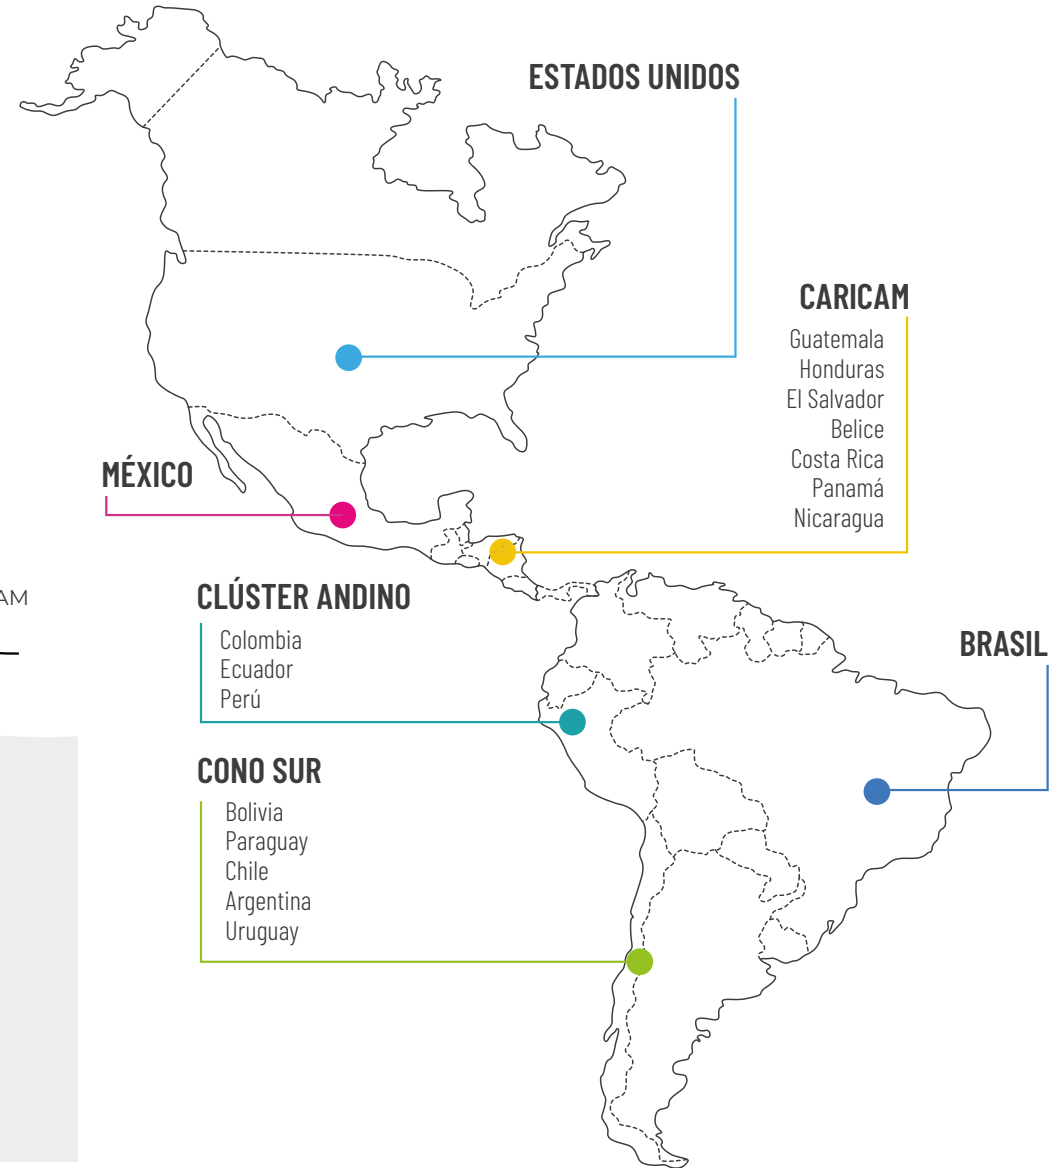 ESTADOS UNIDOS
CARICAM
Guatemala
Honduras
El Salvador
Belice
Costa Rica
Panamá
Nicaragua
MÉXICO
AM
CLÚSTER ANDINO
Colombia
Ecuador
Perú
BRASIL
CONO SUR
Bolivia
Paraguay
Chile
Argentina
Uruguay